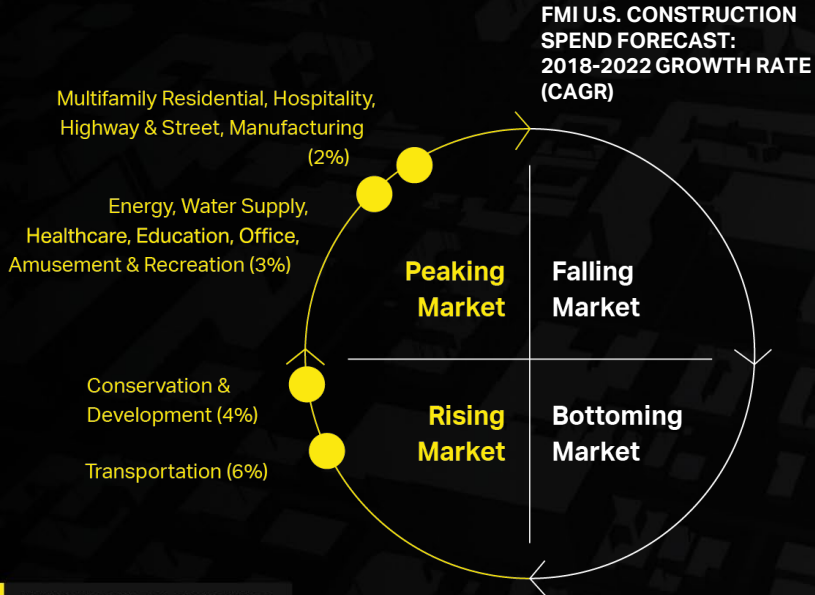 FMI U.S. CONSTRUCTION
SPEND FORECAST:
2018-2022 GROWTH RATE
(CAGR)
Multifamily Residential, Hospitality,
Highway & Street, Manufacturing
(2%)
Energy, Water Supply,
Healthcare, Education, Office,
Amusement & Recreation (3%)
Peaking
Market
Falling
Market
Conservation &
Development (4%)
Transportation (6%)
Rising
Market
Bottoming
Market